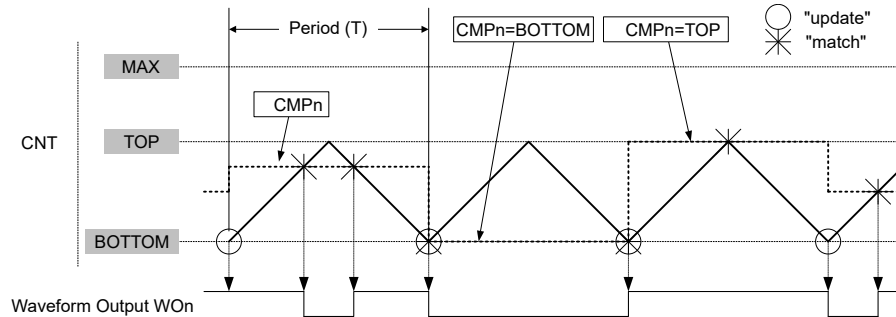 Period (T)
CMPn=BOTTOM
CMPn=TOP
"update"
"match"
MAX
CMPn
CNT
TOP
BOTTOM
Waveform Output WOn